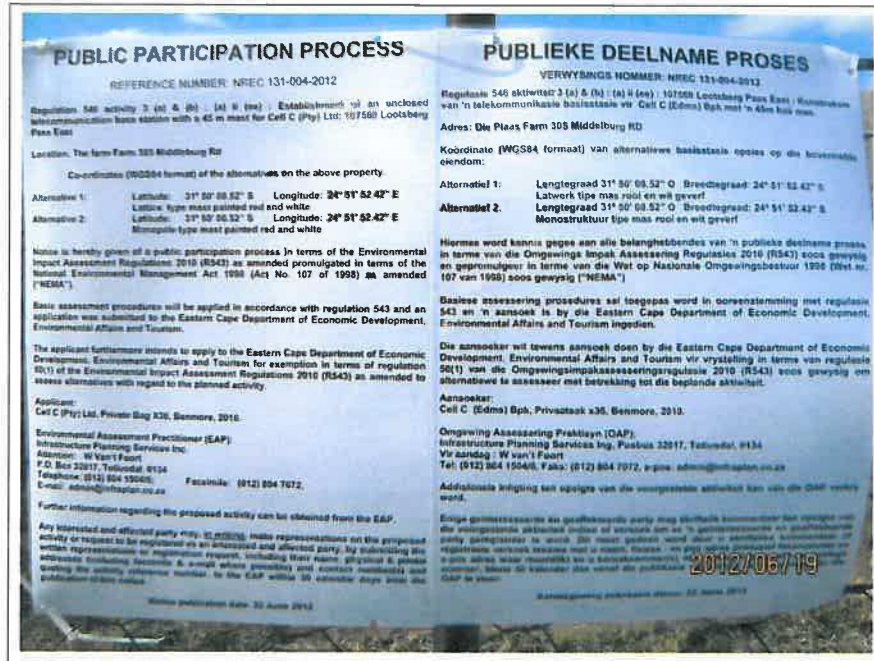 PUBLIC PARTICIPATION PROCESS
REFERENCE NUMBER: NREC 131-004-2012
Regulation 546 activity 3 (a) & (b) : (a) ii (ee) : Establishment of an unclosed
telecommunication base station with a 45 m mast for Cell C (Pty) Ltd: 107560 Lootsberg
Pass East
Location: The farm Farm 305 Middelburg Rd
Co-ordinates (WGS84 format) of the alternatives on the above property
Alternative 1: Latitude: 31° 50' 08.52" S Longitude: 24° 51' 52.42" E
Lattice type mast painted red and white
Alternative 2: Latitude: 31° 50' 08.52" S Longitude: 24° 51' 52.42" E
Monopole type mast painted red and white
Notice is hereby given of a public participation process in terms of the Environmental
Impact Assessment Regulations 2010 (R543) as amended promulgated in terms of the
National Environmental Management Act 1998 (Act No. 107 of 1998) as amended
("NEMA")
Basic assessment procedures will be applied in accordance with regulation 543 and an
application was submitted to the Eastern Cape Department of Economic Development,
Environmental Affairs and Tourism.
The applicant furthermore intends to apply to the Eastern Cape Department of Economic
Development, Environmental Affairs and Tourism for exemption in terms of regulation
50(1) of the Environmental Impact Assessment Regulations 2010 (R543) as amended to
assess alternatives with regard to the planned activity.
Applicant:
Cell C (Pty) Ltd, Private Bag X36, Benmore, 2010.
Environmental Assessment Practitioner (EAP):
Infrastructure Planning Services Inc.
Attention: W Van't Foort
P.O. Box 32017, Totiusdal, 0134
Telephone: (012) 804 1504/6; Facsimile: (012) 804 7072,
E-mail: admin@infraplan.co.za
Further information regarding the proposed activity can be obtained from the EAP.
Any interested and affected party may, in writing, make representations on the proposed
activity or request to be registered as an interested and affected party, by submitting the
number, to the EAP within 30 calendar days from the
Notice publication date: 22 June 2012
PUBLIEKE DEELNAME PROSES
VERWYSINGS NOMMER: NREC 131-004-2012
Regulasie 546 aktiwiteit 3 (a) & (b) : (a) ii (ee) : 107560 Lootsberg Pass East : Konstruksie
van 'n telekommunikasie basisstasie vir Cell C (Edms) Bpk met 'n 45m hoë mas.
Adres: Die Plaas Farm 305 Middelburg RD
Koördinate (WGS84 formaat) van alternatiewe basisstasie opsies op die bovermelde
eiendom:
Alternatief 1: Lengtegraad 31° 50' 08.52" O Breedtegraad: 24° 51' 52.42" S
Latwerk tipe mas rooi en wit geverf
Alternatief 2. Lengtegraad 31° 50' 08.52" O Breedtegraad: 24° 51' 52.42" S
Monostruktuur tipe mas rooi en wit geverf
Hiermee word kennis gegee aan alle belanghebbendes van 'n publieke deelname proses
in terme van die Omgewings Impak Assessering Regulasies 2010 (R543) soos gewysig
en gepromulgeer in terme van die Wet op Nasionale Omgewingsbestuur 1998 (Wet nr.
107 van 1998) soos gewysig ("NEMA")
Basiese assessering prosedures sal toegepas word in ooreenstemming met regulasie
543 en 'n aansoek is by die Eastern Cape Department of Economic Development,
Environmental Affairs and Tourism ingedien.
Die aansoeker wil tewens aansoek doen by die Eastern Cape Department of Economic
Development, Environmental Affairs and Tourism vir vrystelling in terme van regulasie
50(1) van die Omgewingsimpakassesseringsregulasie 2010 (R543) soos gewysig om
alternatiewe te assesseer met betrekking tot die beplande aktiwiteit.
Aansoeker:
Cell C (Edms) Bpk, Privaatsak x36, Benmore, 2010.
Omgewing Assessering Praktisyn (OAP):
Infrastructure Planning Services Ing, Posbus 32017, Totiusdal, 0134
Vir aandag : W van't Foort
Tel: (012) 804 1504/6, Faks: (012) 804 7072, e-pos: admin@infraplan.co.za
Addisionele inligting ten opsigte van die voorgestelde aktiwiteit kan van die OAP verkry
word.
OAP te stuur.
2012/06/19